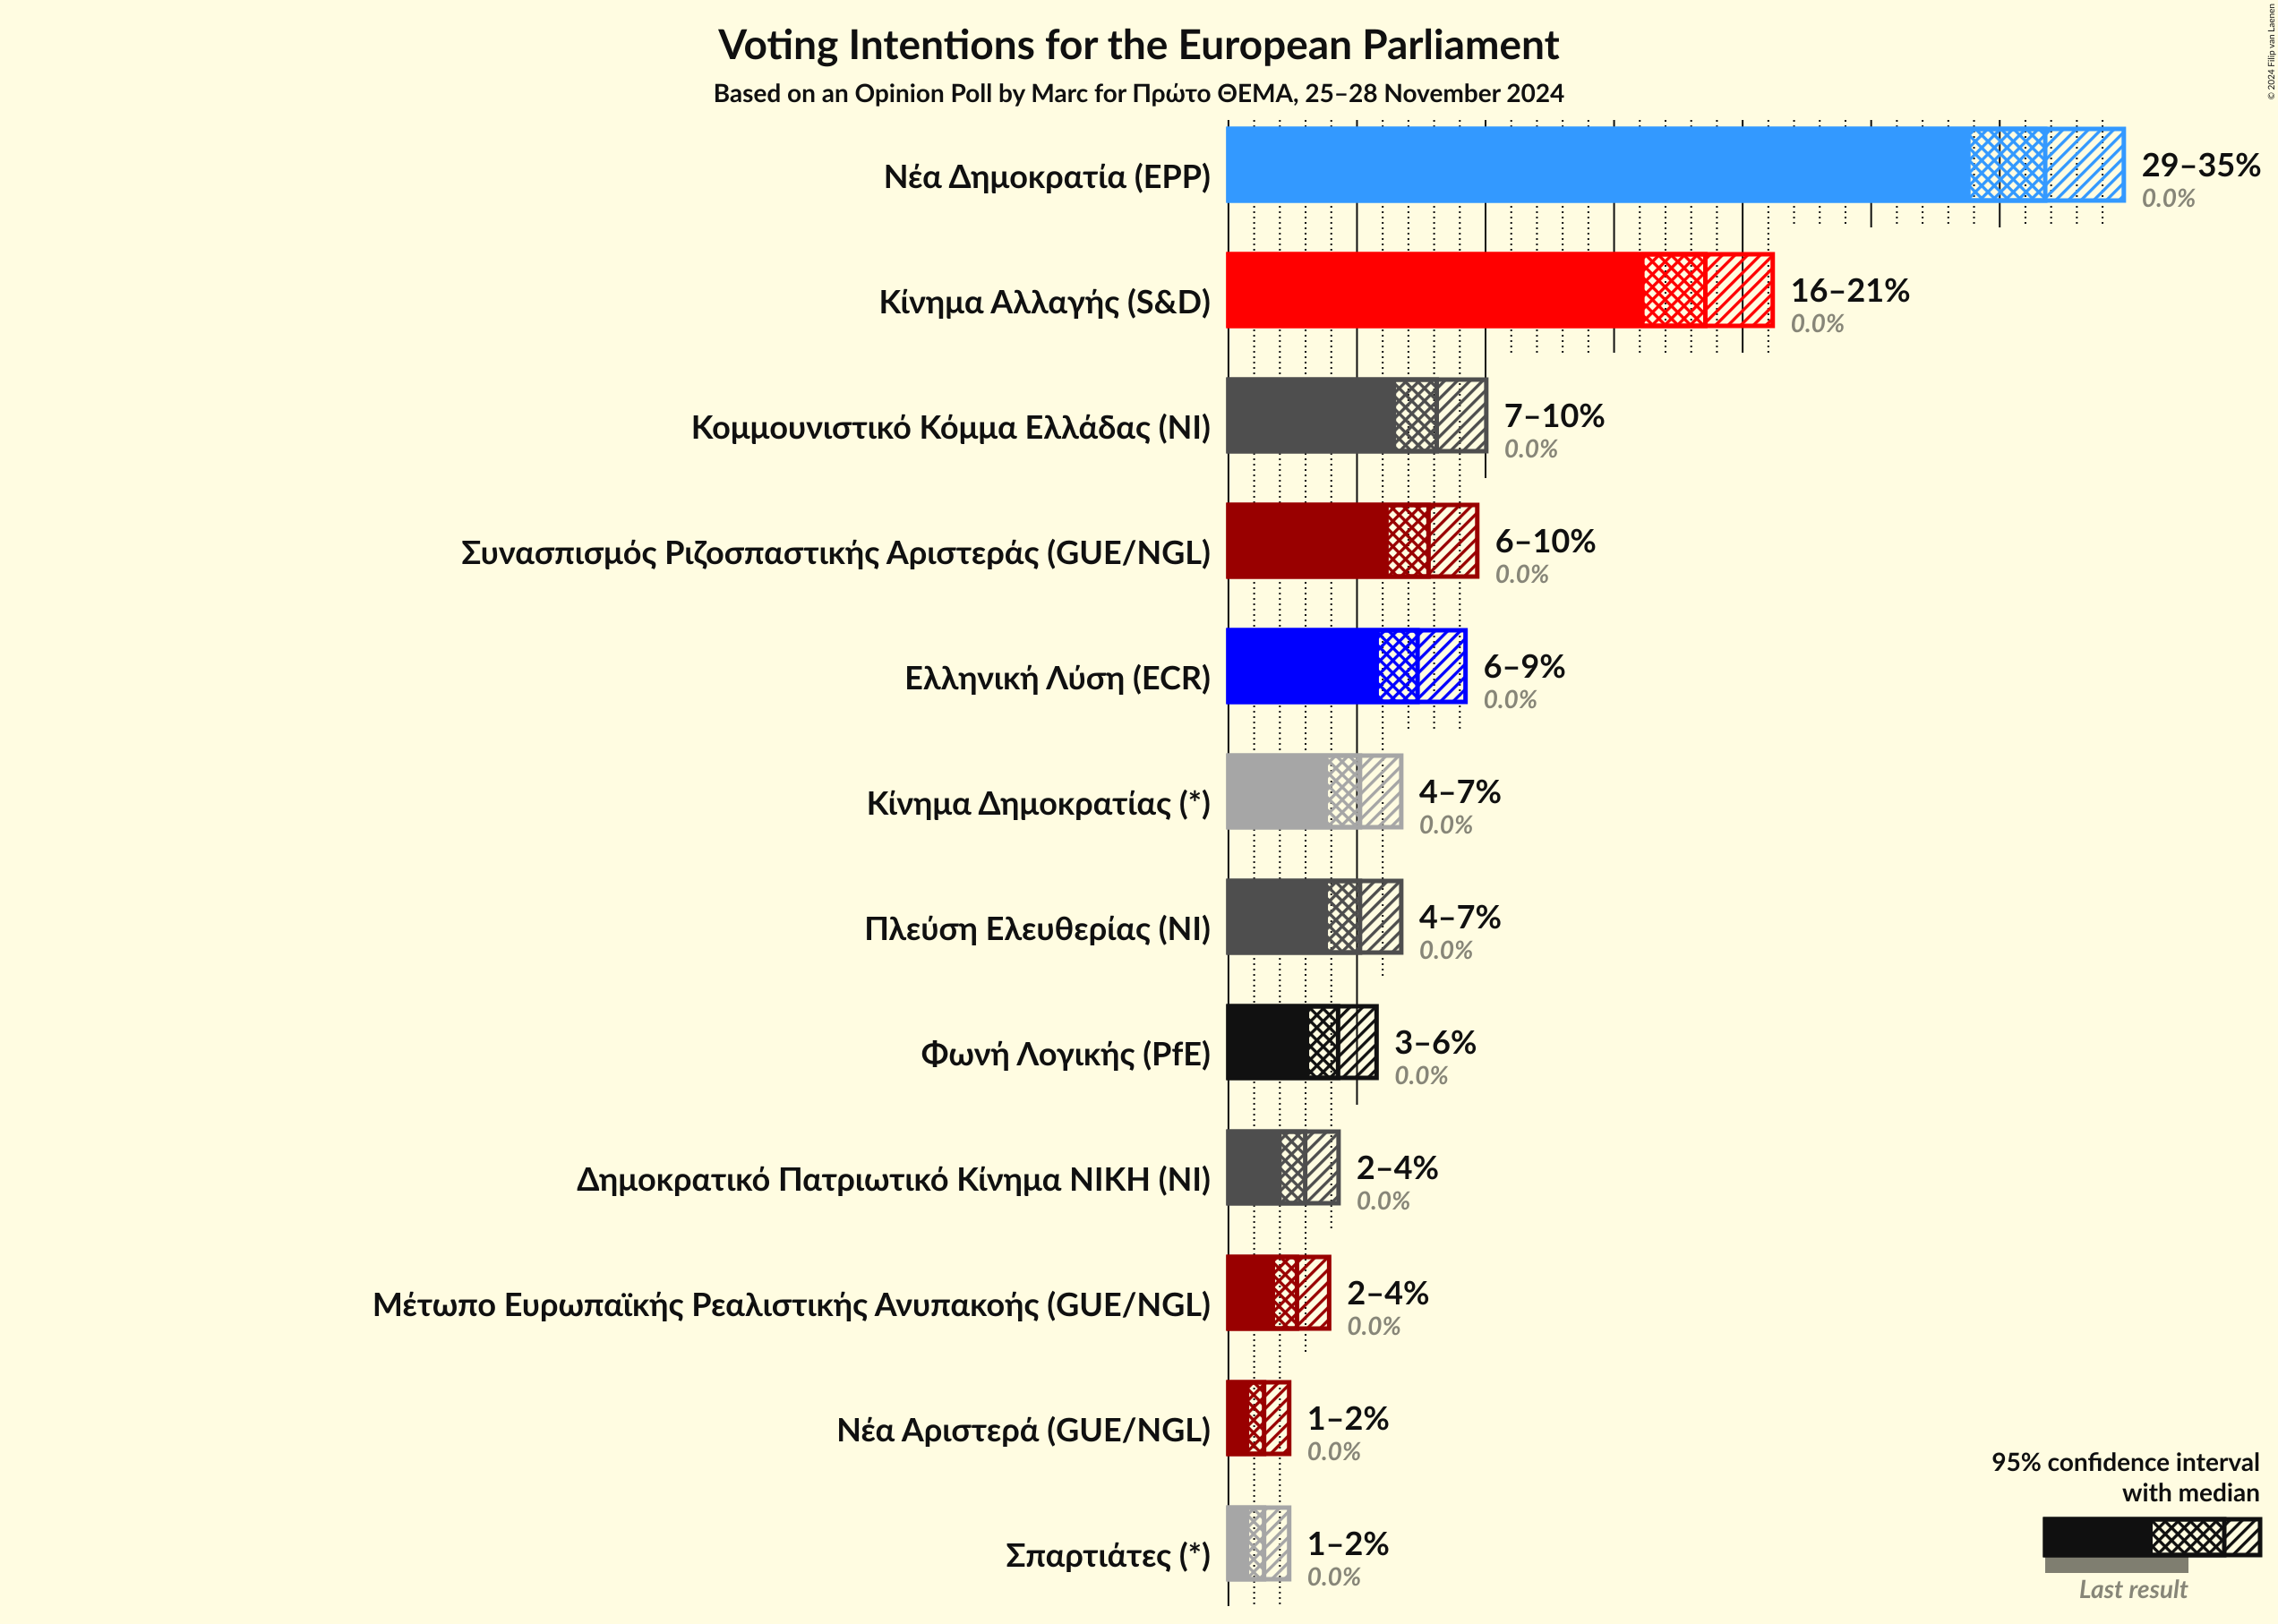 Voting Intentions for the European Parliament
Based on an Opinion Poll by Marc for Πρώτο ΘΕΜΑ, 25–28 November 2024
© 2024 Filip van Laenen
Νέα Δημοκρατία (EPP)
29–35%
0.0%
Κίνημα Αλλαγής (S&D)
16–21%
0.0%
Κομμουνιστικό Κόμμα Ελλάδας (NI)
7–10%
0.0%
Συνασπισμός Ριζοσπαστικής Αριστεράς (GUE/NGL)
6–10%
0.0%
Ελληνική Λύση (ECR)
6–9%
0.0%
Κίνημα Δημοκρατίας (*)
4–7%
0.0%
Πλεύση Ελευθερίας (NI)
4–7%
0.0%
Φωνή Λογικής (PfE)
3–6%
0.0%
Δημοκρατικό Πατριωτικό Κίνημα ΝΙΚΗ (NI)
2–4%
0.0%
Μέτωπο Ευρωπαϊκής Ρεαλιστικής Ανυπακοής (GUE/NGL)
2–4%
0.0%
Νέα Αριστερά (GUE/NGL)
1–2%
0.0%
Σπαρτιάτες (*)
1–2%
0.0%
95% confidence interval
with median
Last result